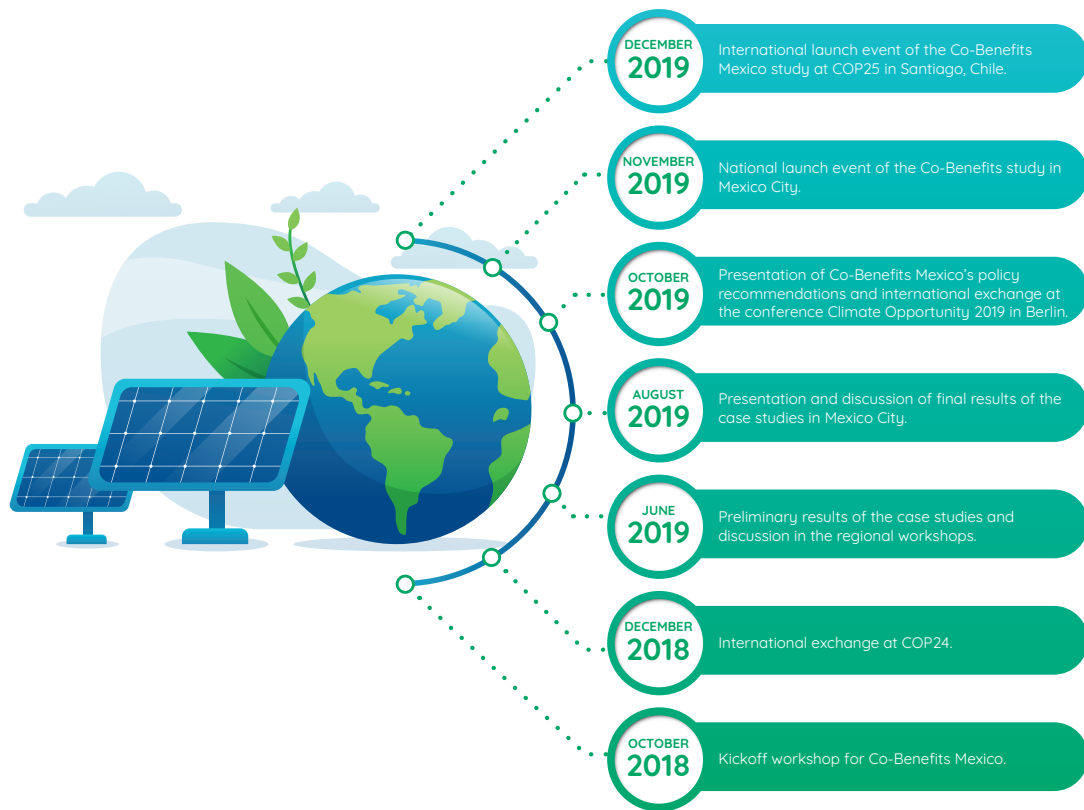 DECEMBER
2019
International launch event of the Co-Benefits
Mexico study at COP25 in Santiago, Chile.
NOVEMBER
2019
National launch event of the Co-Benefits study in
Mexico City.
OCTOBER
2019
Presentation of Co-Benefits Mexico’s policy
recommendations and international exchange at
the conference Climate Opportunity 2019 in Berlin.
AUGUST
2019
Presentation and discussion of final results of the
case studies in Mexico City.
JUNE
2019
Preliminary results of the case studies and
discussion in the regional workshops.
DECEMBER
2018
International exchange at COP24.
OCTOBER
2018
Kickoff workshop for Co-Benefits Mexico.